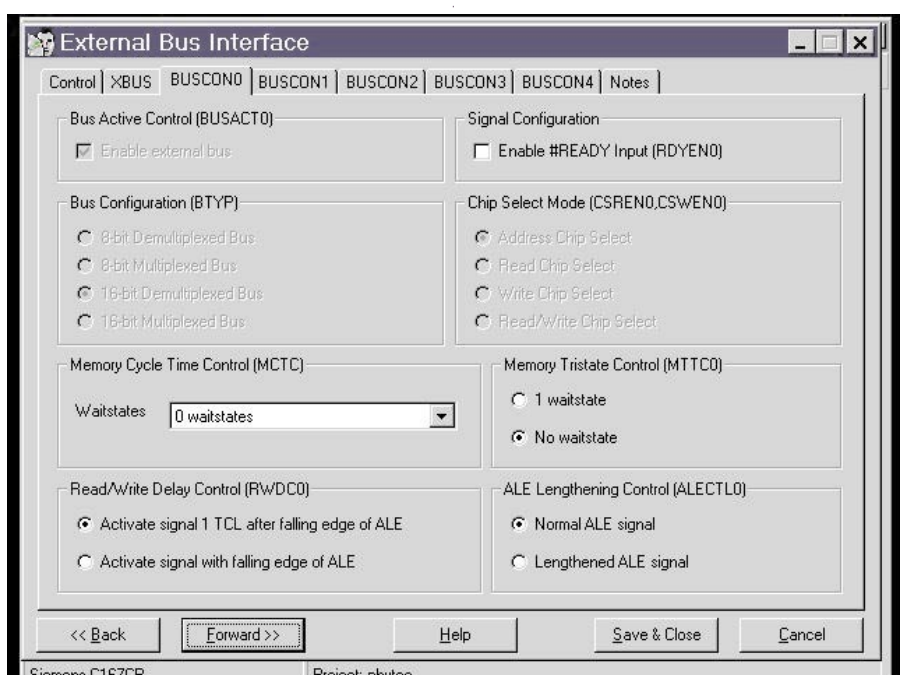 External Bus Interface
Control XBUS BUSCON0 BUSCON1 BUSCON2 BUSCON3 BUSCON4 Notes
Bus Active Control (BUSACT0)
Enable external bus
Signal Configuration
Enable #READY Input (RDYEN0)
Bus Configuration (BTYP)
8-bit Demultiplexed Bus
8-bit Multiplexed Bus
16-bit Demultiplexed Bus
16-bit Multiplexed Bus
Chip Select Mode (CSREN0,CSWEN0)
Address Chip Select
Read Chip Select
Write Chip Select
Read/Write Chip Select
Memory Cycle Time Control (MCTC)
Waitstates
0 waitstates
Memory Tristate Control (MTTC0)
1 waitstate
No waitstate
Read/Write Delay Control (RWDC0)
Activate signal 1 TCL after falling edge of ALE
Activate signal with falling edge of ALE
ALE Lengthening Control (ALECTL0)
Normal ALE signal
Lengthened ALE signal
<< Back
Forward >>
Help
Save & Close
Cancel
Siemens C167CR
Project: